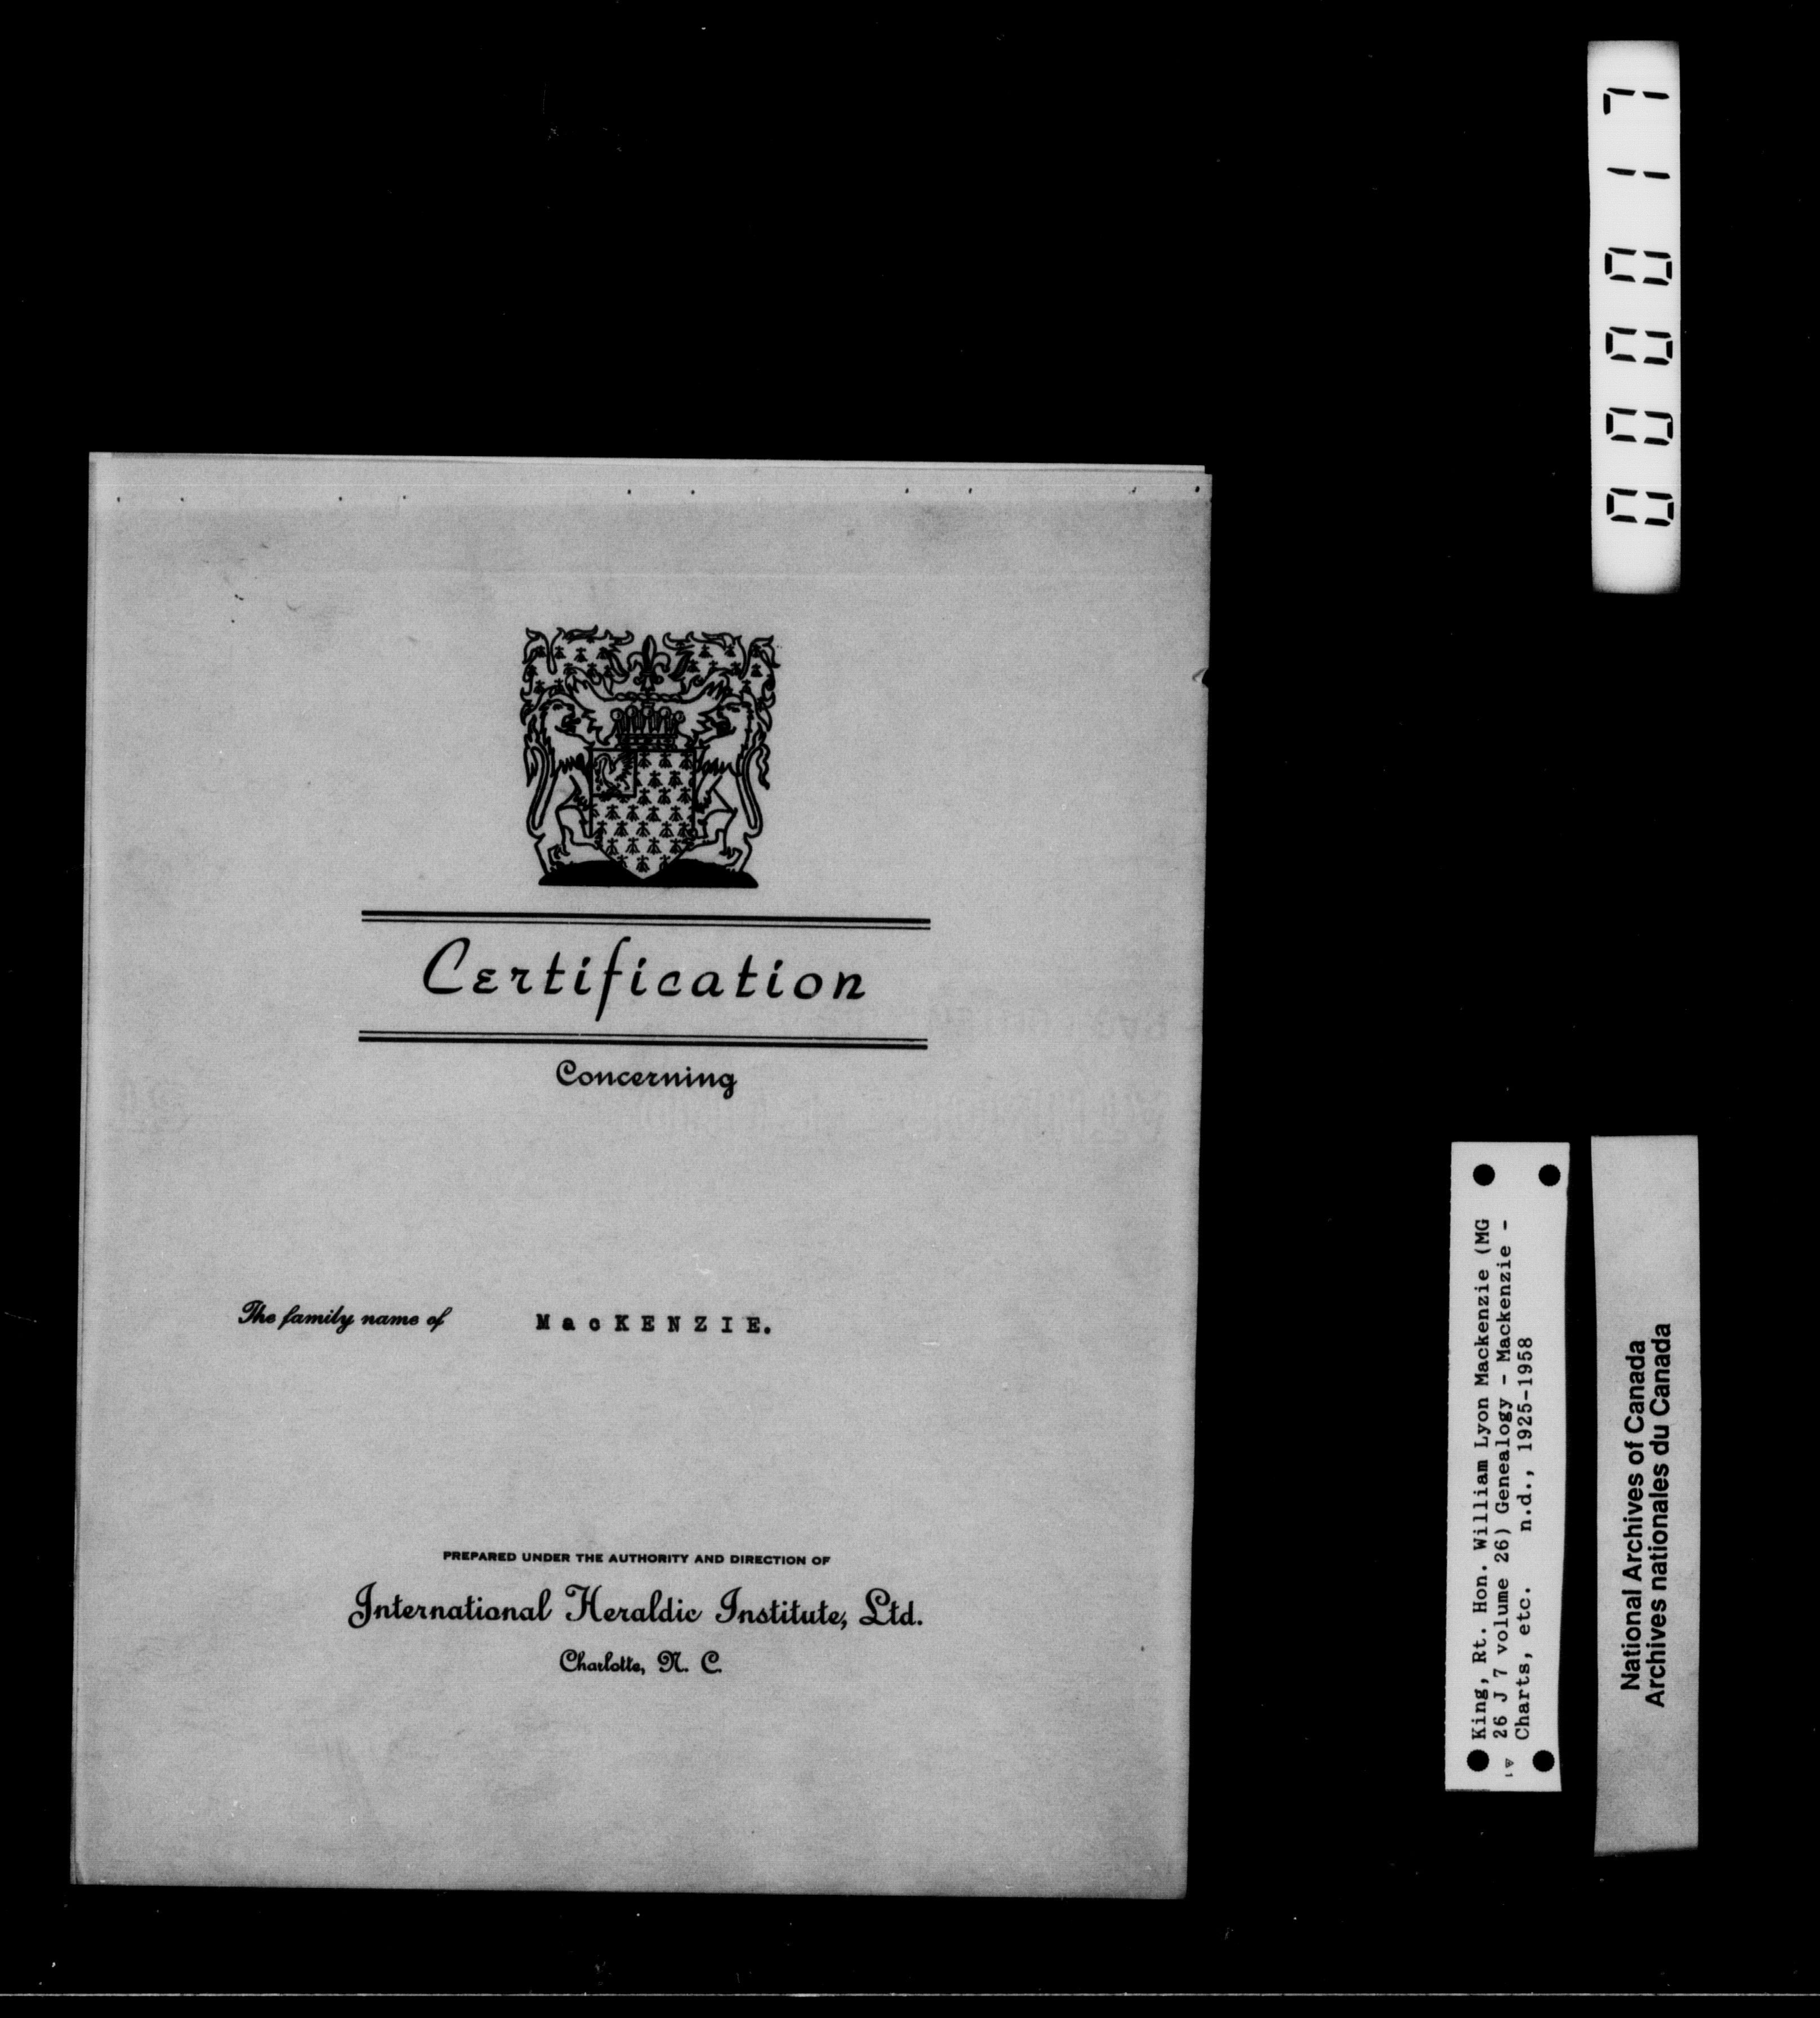 Certification
Concerning
The family name of MacKENZIE.
PREPARED UNDER THE AUTHORITY AND DIRECTION OF
International Heraldic Institute, Ltd.
Charlotte, N. C.
000017
King, Rt. Hon. William Lyon Mackenzie (MG
26 J 7 volume 26) Genealogy - Mackenzie -
Charts, etc. n.d., 1925-1958
National Archives of Canada
Archives nationales du Canada